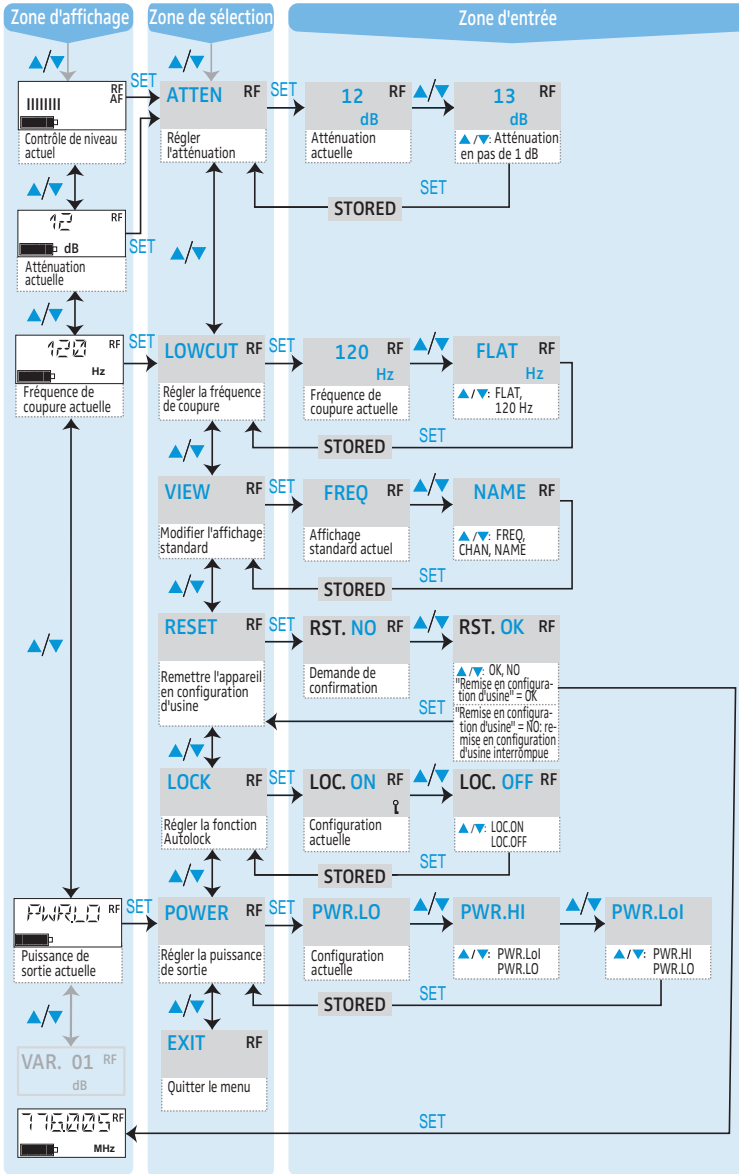 Zone d'affichage
Zone de sélection
Zone d'entrée
▲/▼
▲/▼
RF
AF
Contrôle de niveau
actuel
SET
ATTEN RF
Régler
l'atténuation
SET
12 RF
dB
Atténuation
actuelle
▲/▼
13 RF
dB
▲/▼: Atténuation
en pas de 1 dB
SET
STORED
▲/▼
12 RF
dB
Atténuation
actuelle
SET
▲/▼
▲/▼
120 RF
Hz
Fréquence de
coupure actuelle
SET
LOWCUT RF
Régler la fréquence
de coupure
SET
120 RF
Hz
Fréquence de
coupure actuelle
▲/▼
FLAT RF
Hz
▲/▼: FLAT,
120 Hz
SET
STORED
▲/▼
VIEW RF
Modifier l'affichage
standard
SET
FREQ RF
Affichage
standard actuel
▲/▼
NAME RF
▲/▼: FREQ,
CHAN, NAME
SET
STORED
▲/▼
▲/▼
RESET RF
Remettre l'appareil
en configuration
d'usine
SET
RST. NO RF
Demande de
confirmation
▲/▼
RST. OK RF
▲/▼: OK, NO
"Remise en configura-
tion d'usine" = OK
"Remise en configura-
tion d'usine" = NO: re-
mise en configuration
d'usine interrompue
SET
▲/▼
LOCK RF
Régler la fonction
Autolock
SET
LOC. ON RF
Configuration
actuelle
▲/▼
LOC. OFF RF
▲/▼: LOC.ON
LOC.OFF
SET
STORED
▲/▼
PWR.LO RF
Puissance de
sortie actuelle
SET
POWER RF
Régler la puissance
de sortie
SET
PWR.LO
Configuration
actuelle
▲/▼
PWR.HI
▲/▼: PWR.LoI
PWR.LO
▲/▼
PWR.LoI
▲/▼: PWR.HI
PWR.LO
SET
STORED
▲/▼
▲/▼
VAR. 01 RF
dB
EXIT RF
Quitter le menu
776.005 RF
MHz
SET